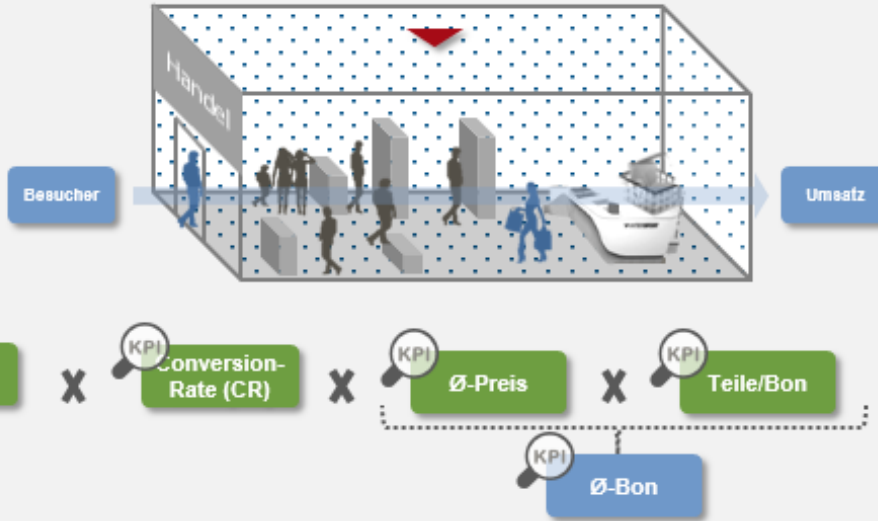 Handel
Besucher
Umsatz
KPI
Conversion-
Rate (CR)
x
x
KPI
Ø-Preis
x
KPI
Teile/Bon
KPI
Ø-Bon